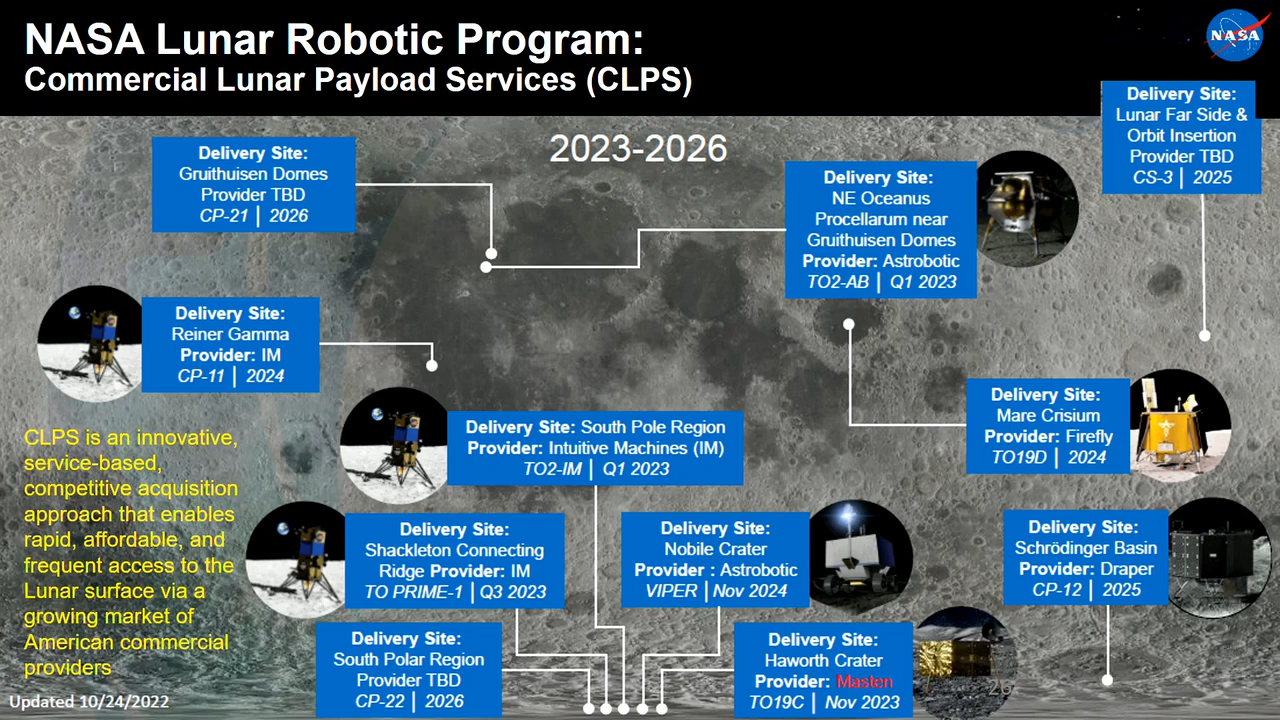 NASA Lunar Robotic Program:
Commercial Lunar Payload Services (CLPS)
NASA
2023-2026
Delivery Site:
Gruithuisen Domes
Provider TBD
CP-21 | 2026
Delivery Site:
NE Oceanus
Procellarum near
Gruithuisen Domes
Provider: Astrobotic
TO2-AB | Q1 2023
Delivery Site:
Lunar Far Side &
Orbit Insertion
Provider TBD
CS-3 | 2025
Delivery Site:
Reiner Gamma
Provider: IM
CP-11 | 2024
Delivery Site: South Pole Region
Provider: Intuitive Machines (IM)
TO2-IM | Q1 2023
Delivery Site:
Mare Crisium
Provider: Firefly
TO19D | 2024
CLPS is an innovative,
service-based,
competitive acquisition
approach that enables
rapid, affordable, and
frequent access to the
Lunar surface via a
growing market of
American commercial
providers
Delivery Site:
Shackleton Connecting
Ridge Provider: IM
TO PRIME-1 | Q3 2023
Delivery Site:
Nobile Crater
Provider : Astrobotic
VIPER | Nov 2024
Delivery Site:
Schrödinger Basin
Provider: Draper
CP-12 | 2025
Delivery Site:
South Polar Region
Provider TBD
CP-22 | 2026
Delivery Site:
Haworth Crater
Provider: Masten
TO19C | Nov 2023
26
Updated 10/24/2022